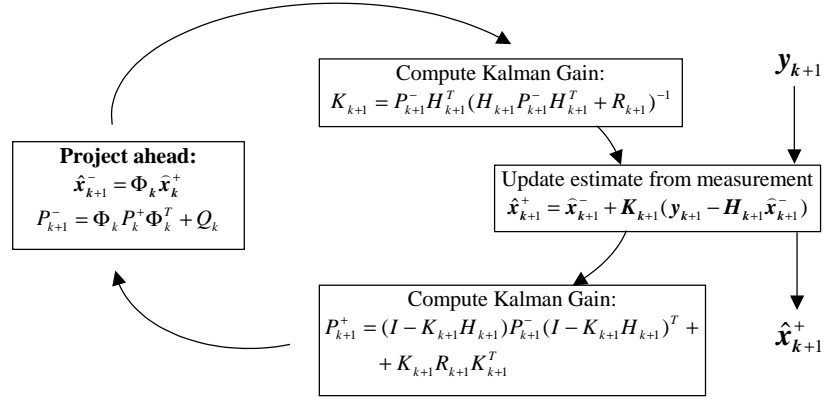 Compute Kalman Gain:
K_{k+1} = P^-_{k+1} H^T_{k+1} (H_{k+1} P^-_{k+1} H^T_{k+1} + R_{k+1})^{-1}
y_{k+1}
Project ahead:
x̂^-_{k+1} = Φ_k x̂^+_k
P^-_{k+1} = Φ_k P^+_k Φ^T_k + Q_k
Update estimate from measurement
x̂^+_{k+1} = x̂^-_{k+1} + K_{k+1} (y_{k+1} − H_{k+1} x̂^-_{k+1})
Compute Kalman Gain:
P^+_{k+1} = (I − K_{k+1} H_{k+1}) P^-_{k+1} (I − K_{k+1} H_{k+1})^T +
+ K_{k+1} R_{k+1} K^T_{k+1}
x̂^+_{k+1}